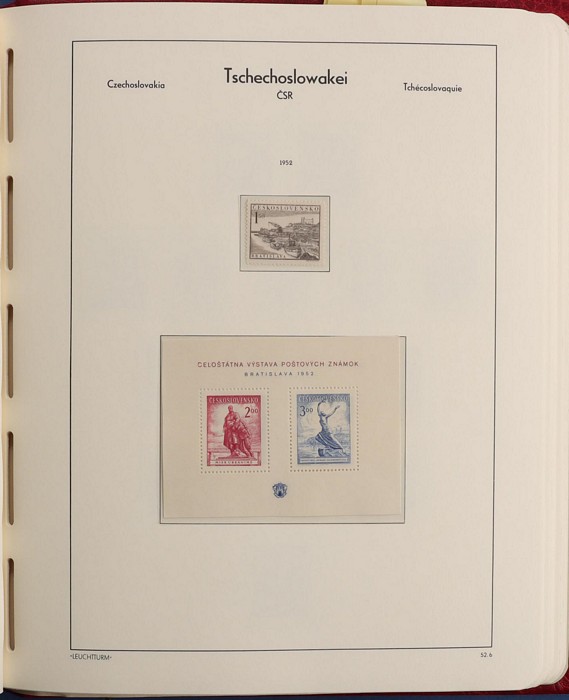 Tschechoslowakei
Czechoslovakia
Tchécoslovaquie
ČSR
1952
ČESKOSLOVENSKO
1
BRATISLAVA
CELOŠTÁTNA VÝSTAVA POŠTOVÝCH ZNÁMOK
BRATISLAVA 1952
ČESKOSLOVENSKO
2,00
ČESKOSLOVENSKO
3,00
·LEUCHTTURM·
52.6